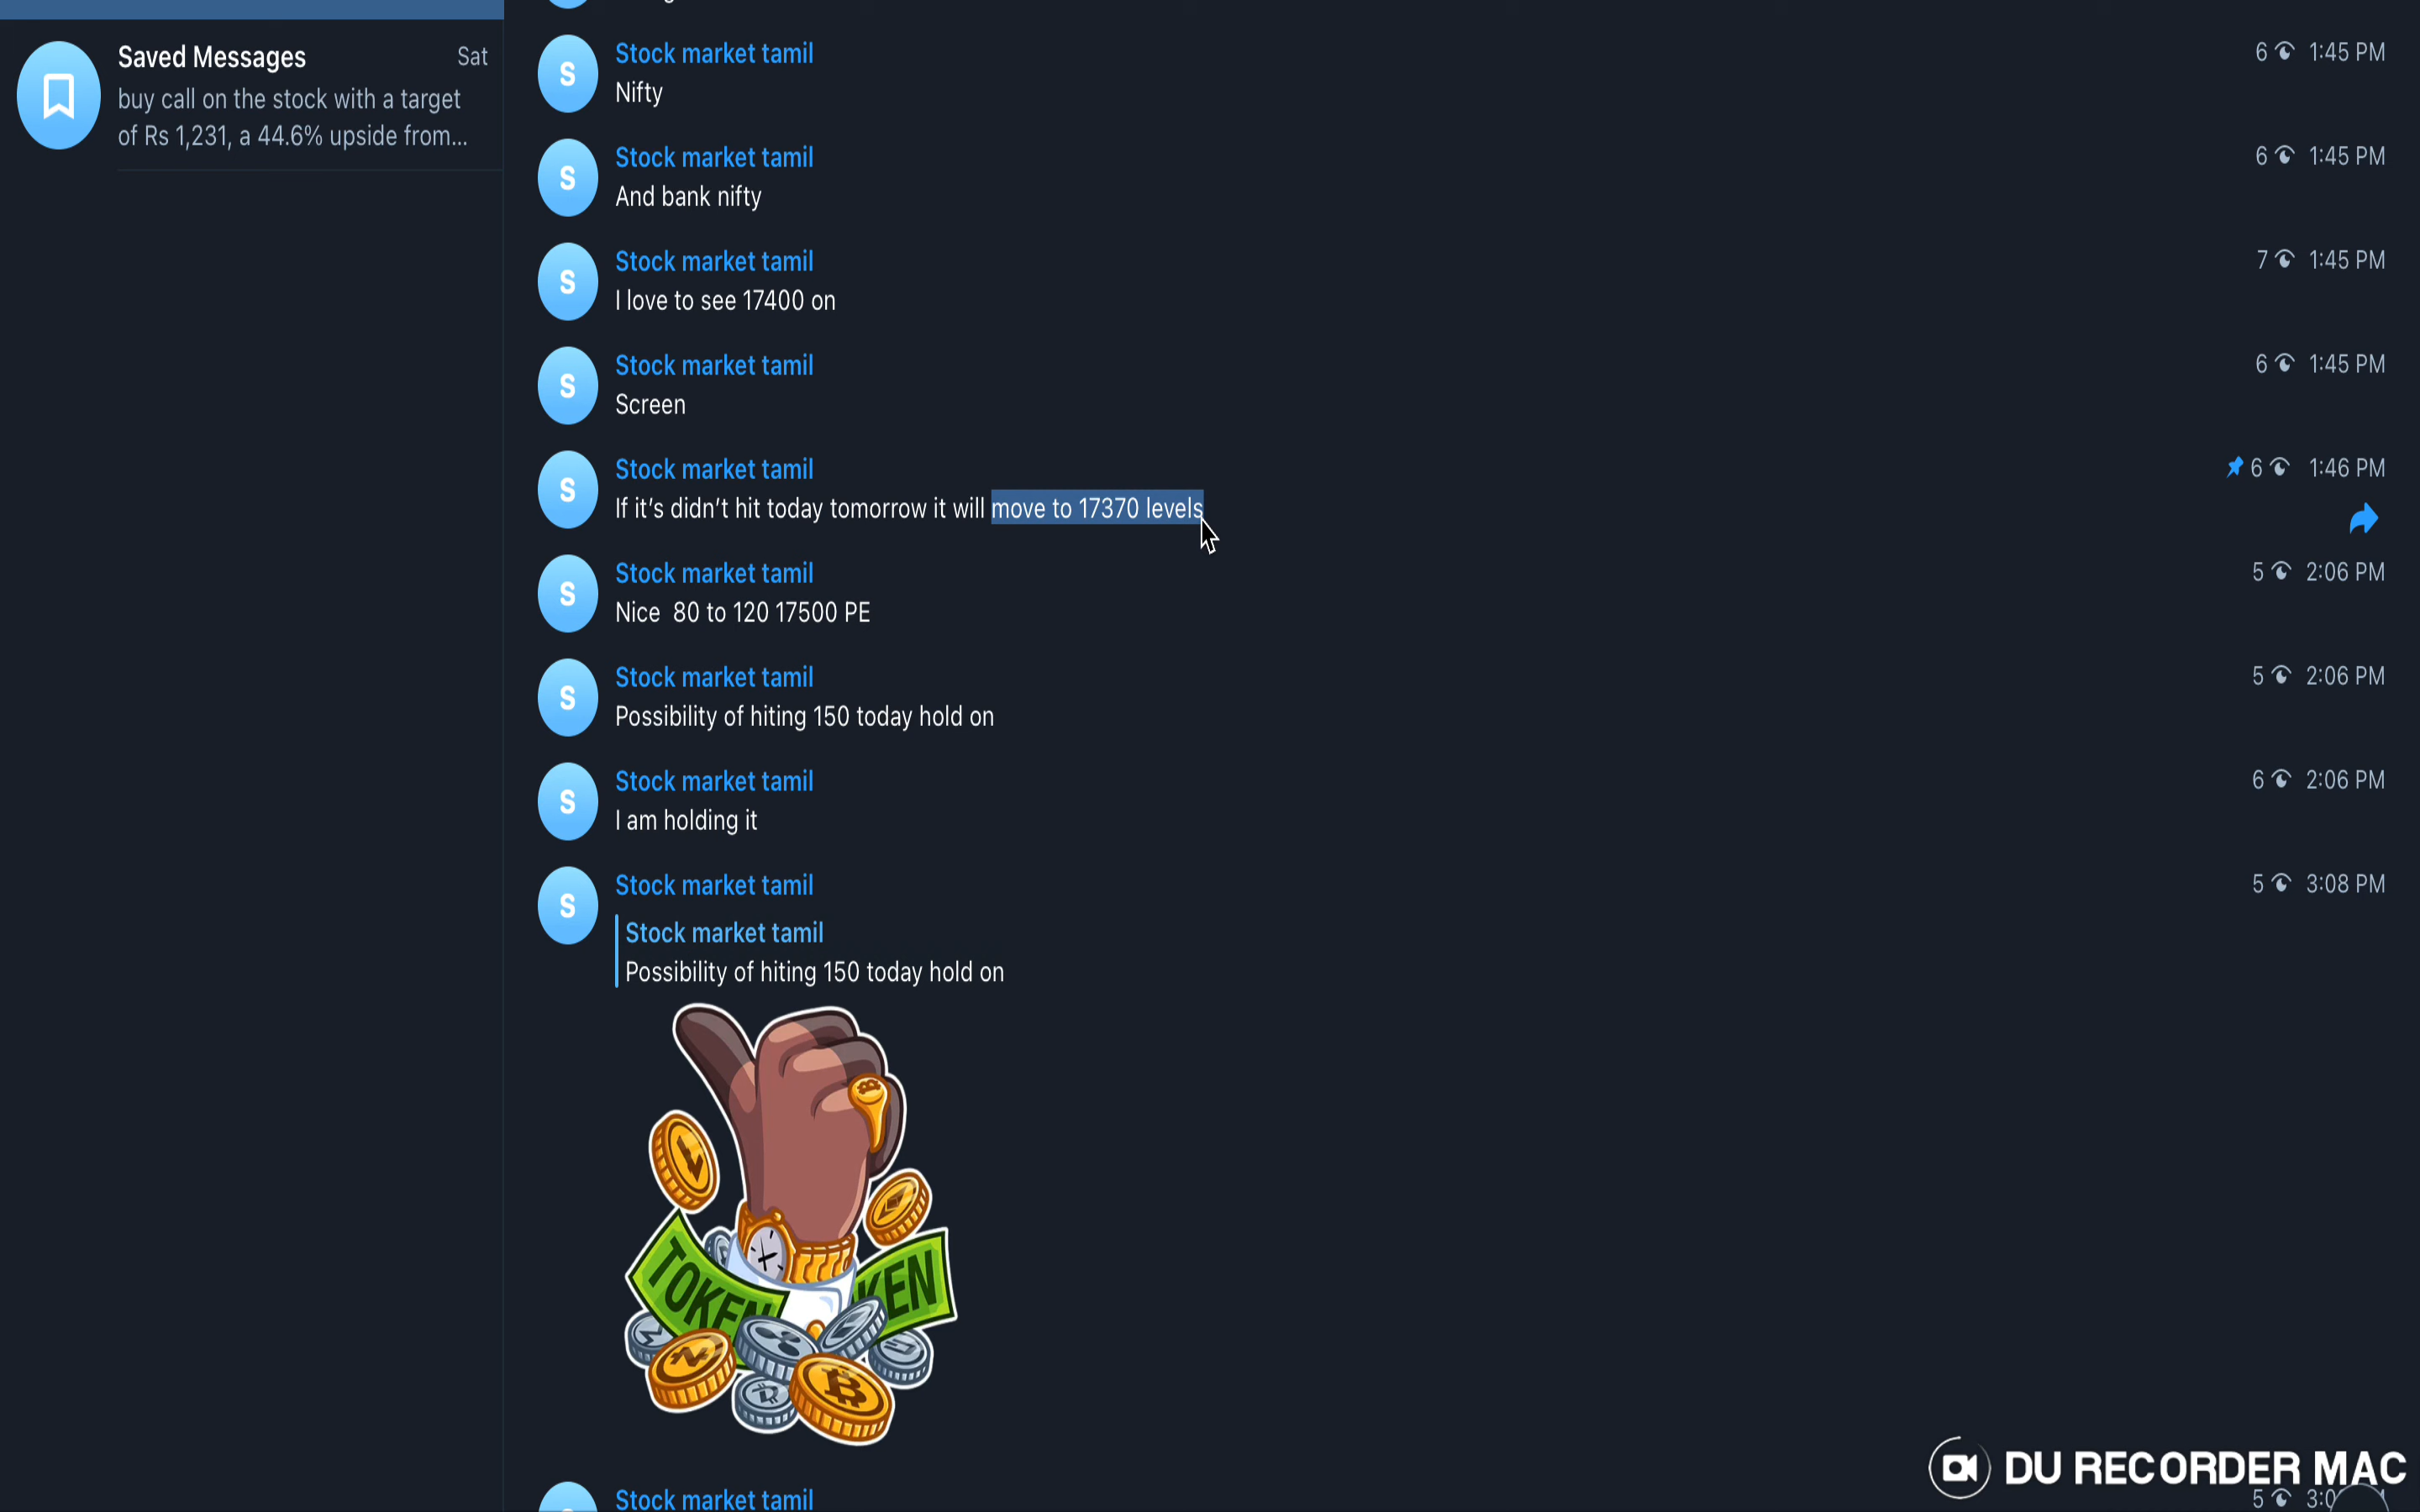 Saved Messages
Sat
buy call on the stock with a target
of Rs 1,231, a 44.6% upside from...
S
Stock market tamil
6
1:45 PM
Nifty
S
Stock market tamil
6
1:45 PM
And bank nifty
S
Stock market tamil
7
1:45 PM
I love to see 17400 on
S
Stock market tamil
6
1:45 PM
Screen
S
Stock market tamil
6
1:46 PM
If it’s didn’t hit today tomorrow it will move to 17370 levels
S
Stock market tamil
5
2:06 PM
Nice  80 to 120 17500 PE
S
Stock market tamil
5
2:06 PM
Possibility of hiting 150 today hold on
S
Stock market tamil
6
2:06 PM
I am holding it
S
Stock market tamil
5
3:08 PM
Stock market tamil
Possibility of hiting 150 today hold on
TOKEN
KEN
DU RECORDER MAC
Stock market tamil
5